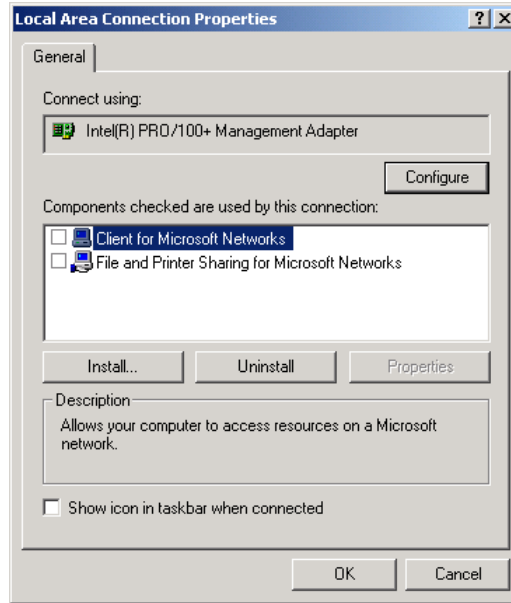 Local Area Connection Properties
General
Connect using:
Intel(R) PRO/100+ Management Adapter
Configure
Components checked are used by this connection:
Client for Microsoft Networks
File and Printer Sharing for Microsoft Networks
Install... Uninstall Properties
Description
Allows your computer to access resources on a Microsoft
network.
Show icon in taskbar when connected
OK Cancel